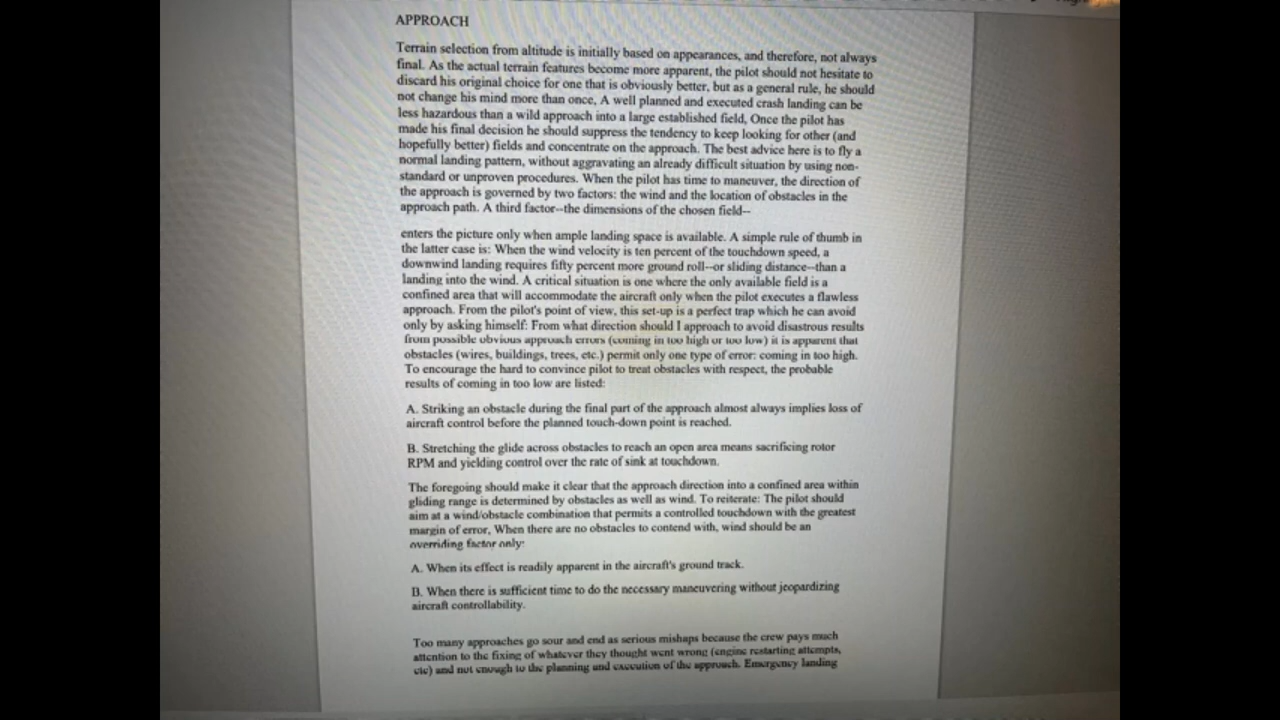 APPROACH
Terrain selection from altitude is initially based on appearances, and therefore, not always
final. As the actual terrain features become more apparent, the pilot should not hesitate to
discard his original choice for one that is obviously better, but as a general rule, he should
not change his mind more than once, A well planned and executed crash landing can be
less hazardous than a wild approach into a large established field, Once the pilot has
made his final decision he should suppress the tendency to keep looking for other (and
hopefully better) fields and concentrate on the approach. The best advice here is to fly a
normal landing pattern, without aggravating an already difficult situation by using non-
standard or unproven procedures. When the pilot has time to maneuver, the direction of
the approach is governed by two factors: the wind and the location of obstacles in the
approach path. A third factor--the dimensions of the chosen field--
enters the picture only when ample landing space is available. A simple rule of thumb in
the latter case is: When the wind velocity is ten percent of the touchdown speed, a
downwind landing requires fifty percent more ground roll--or sliding distance--than a
landing into the wind. A critical situation is one where the only available field is a
confined area that will accommodate the aircraft only when the pilot executes a flawless
approach. From the pilot's point of view, this set-up is a perfect trap which he can avoid
only by asking himself: From what direction should I approach to avoid disastrous results
from possible obvious approach errors (coming in too high or too low) it is apparent that
obstacles (wires, buildings, trees, etc.) permit only one type of error: coming in too high.
To encourage the hard to convince pilot to treat obstacles with respect, the probable
results of coming in too low are listed:
A. Striking an obstacle during the final part of the approach almost always implies loss of
aircraft control before the planned touch-down point is reached.
B. Stretching the glide across obstacles to reach an open area means sacrificing rotor
RPM and yielding control over the rate of sink at touchdown.
The foregoing should make it clear that the approach direction into a confined area within
gliding range is determined by obstacles as well as wind. To reiterate: The pilot should
aim at a wind/obstacle combination that permits a controlled touchdown with the greatest
margin of error, When there are no obstacles to contend with, wind should be an
overriding factor only:
A. When its effect is readily apparent in the aircraft's ground track.
B. When there is sufficient time to do the necessary maneuvering without jeopardizing
aircraft controllability.
Too many approaches go sour and end as serious mishaps because the crew pays much
attention to the fixing of whatever they thought went wrong (engine restarting attempts,
etc) and not enough to the planning and execution of the approach. Emergency landing